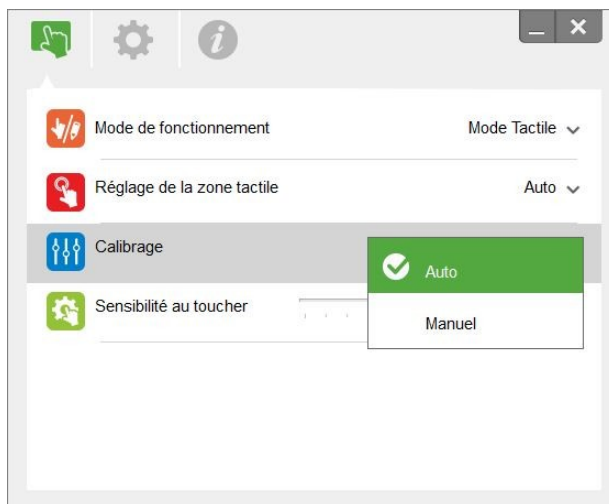 Mode de fonctionnement Mode Tactile
Réglage de la zone tactile Auto
Calibrage
Auto
Sensibilité au toucher
Manuel